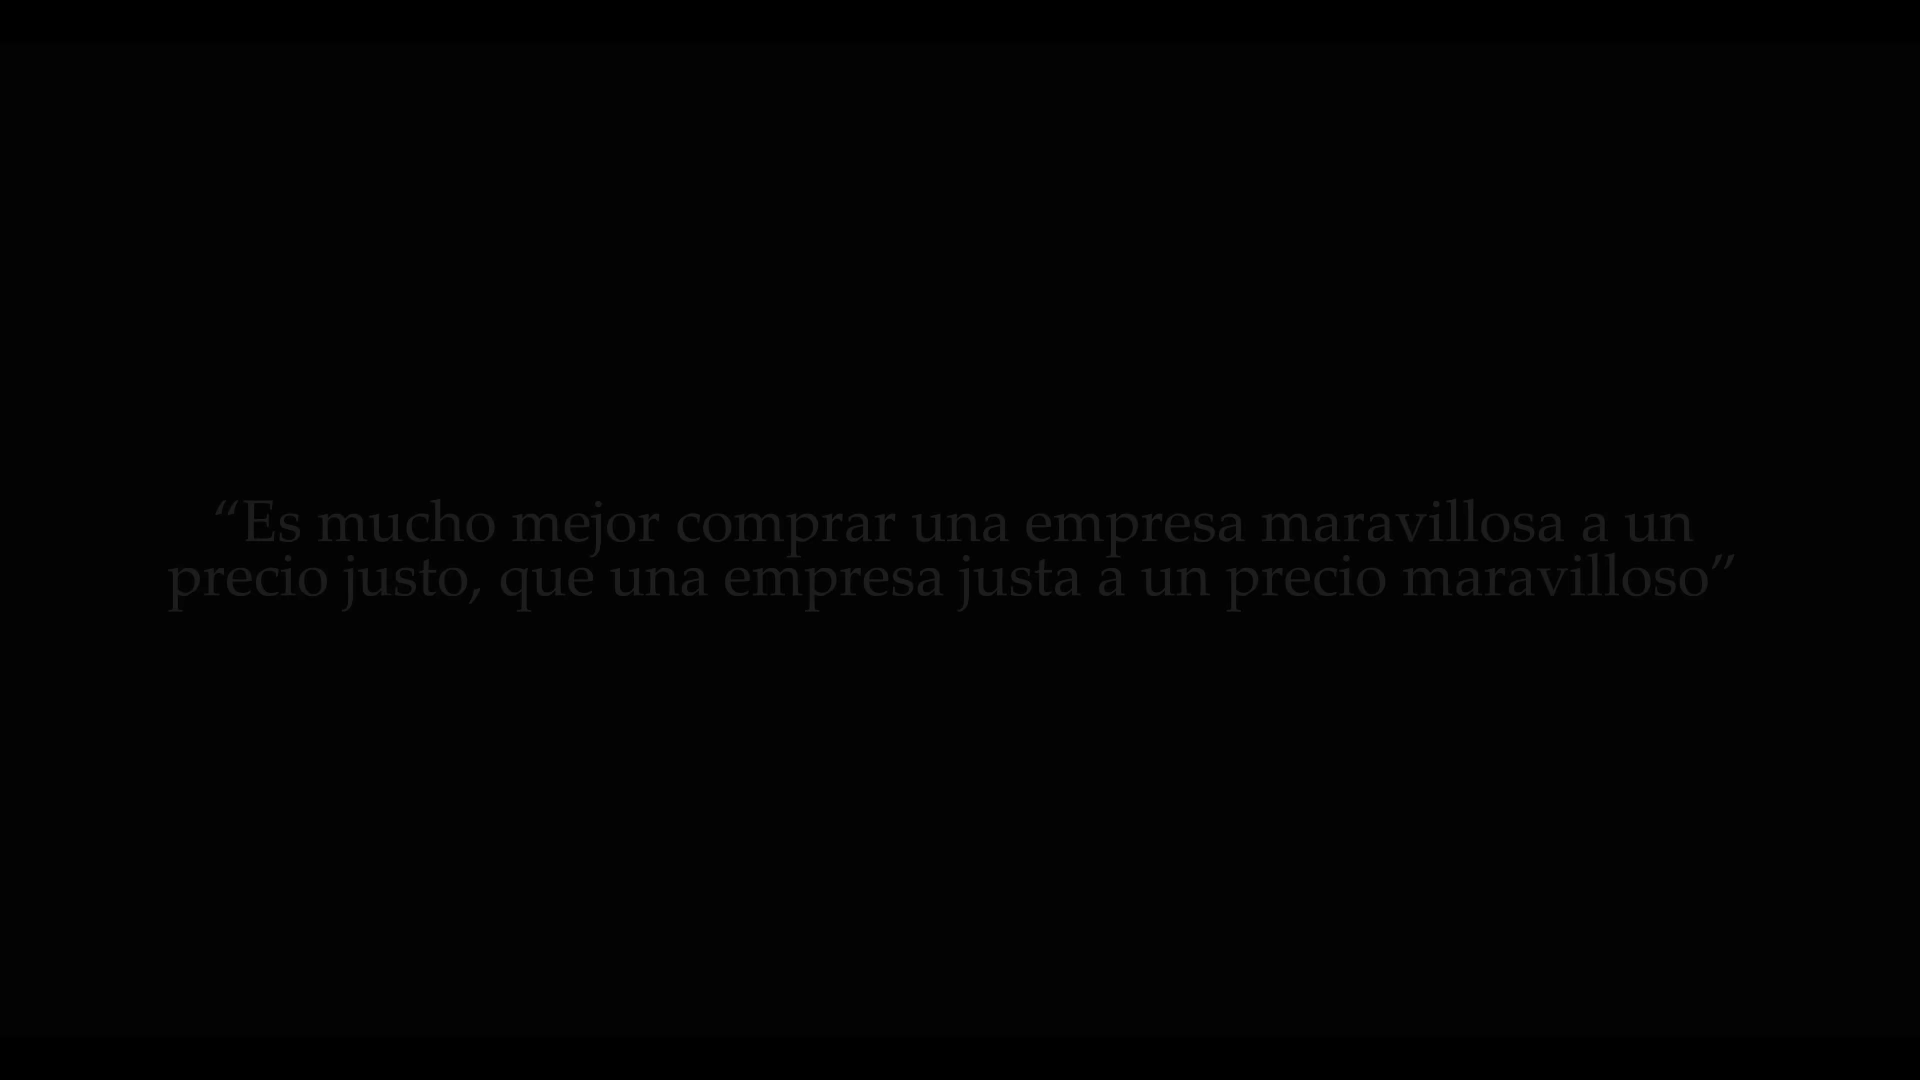 “Es mucho mejor comprar una empresa maravillosa a un
precio justo, que una empresa justa a un precio maravilloso”